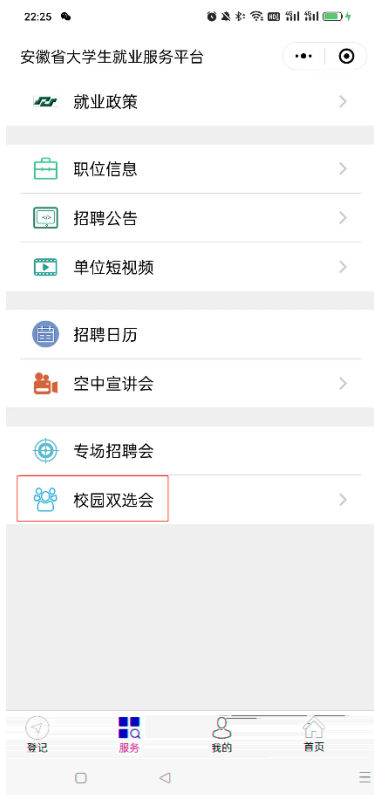 22:25
安徽省大学生就业服务平台
就业政策
职位信息
招聘公告
单位短视频
招聘日历
空中宣讲会
专场招聘会
校园双选会
登记 服务 我的 首页